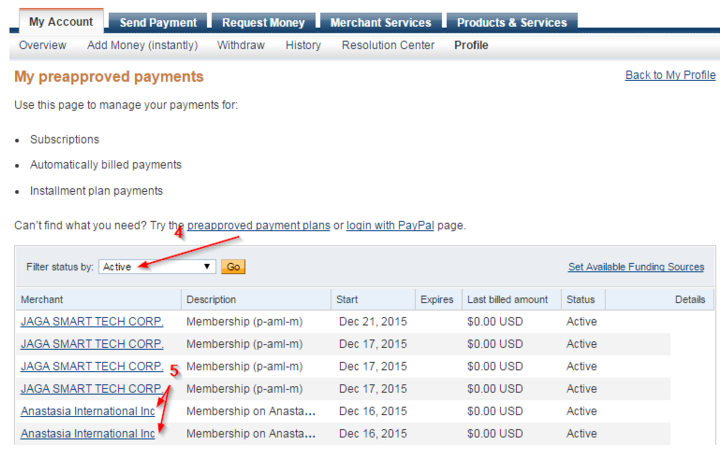 My Account Send Payment Request Money Merchant Services Products & Services
Overview Add Money (instantly) Withdraw History Resolution Center Profile
My preapproved payments Back to My Profile
Use this page to manage your payments for:
• Subscriptions
• Automatically billed payments
• Installment plan payments
Can't find what you need? Try the preapproved payment plans or login with PayPal page.
4
Filter status by: Active Go Set Available Funding Sources
Merchant Description Start Expires Last billed amount Status Details
JAGA SMART TECH CORP. Membership (p-aml-m) Dec 21, 2015 $0.00 USD Active
JAGA SMART TECH CORP. Membership (p-aml-m) Dec 17, 2015 $0.00 USD Active
JAGA SMART TECH CORP. Membership (p-aml-m) Dec 17, 2015 $0.00 USD Active
5
JAGA SMART TECH CORP. Membership (p-aml-m) Dec 17, 2015 $0.00 USD Active
Anastasia International Inc Membership on Anasta... Dec 16, 2015 $0.00 USD Active
Anastasia International Inc Membership on Anasta... Dec 16, 2015 $0.00 USD Active